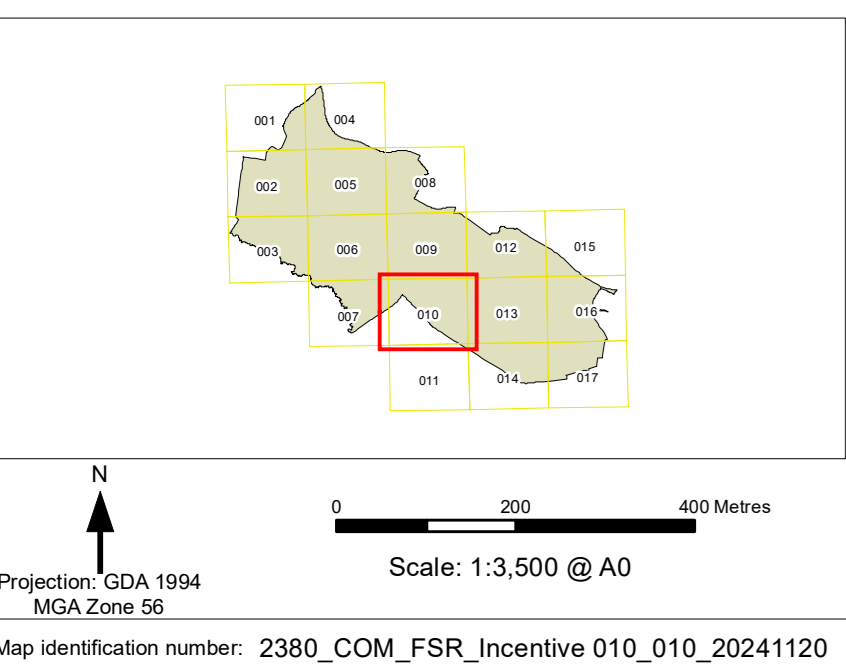 001 004
002 005 008
003 006 009 012 015
007 010 013 016
011 014 017
N
0 200 400 Metres
Scale: 1:3,500 @ A0
Projection: GDA 1994
MGA Zone 56
Map identification number: 2380_COM_FSR_Incentive 010_010_20241120